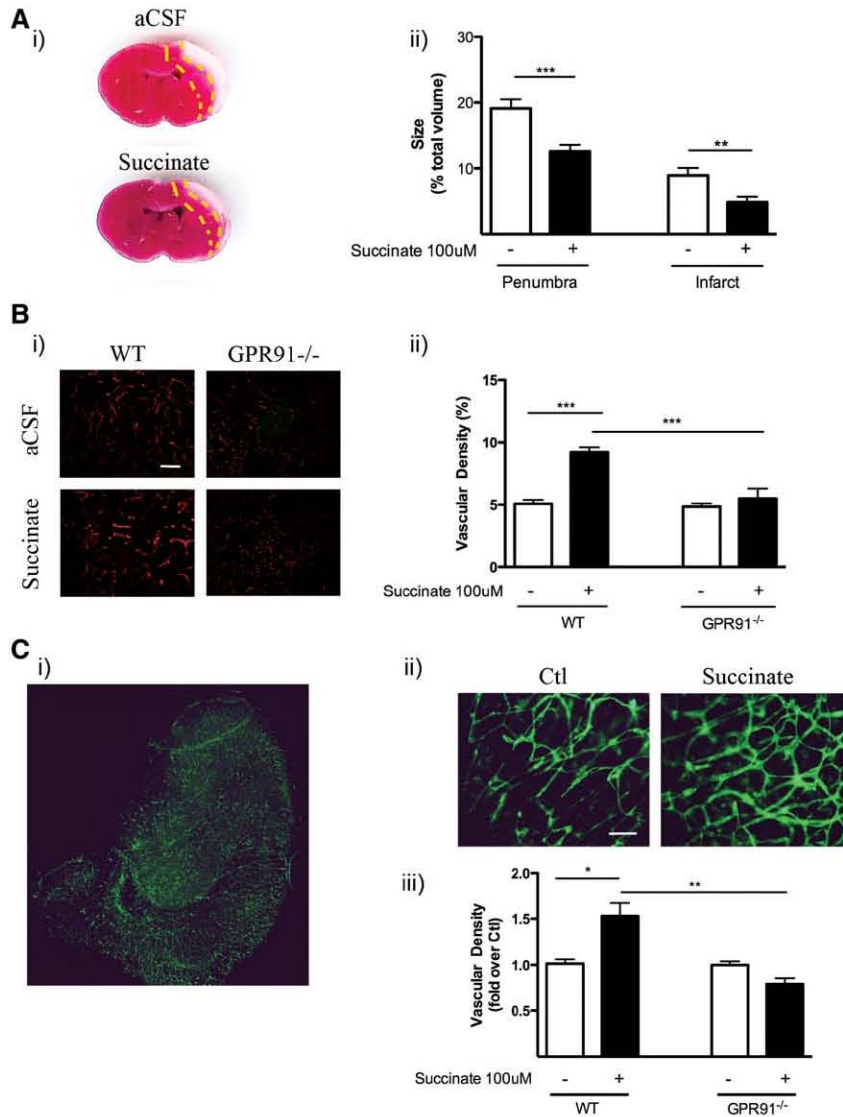 A
i)
aCSF
Succinate
ii)
Size
(% total volume)
30
20
10
***
**
Succinate 100uM - + - +
Penumbra Infarct
B
i)
WT GPR91-/-
aCSF
Succinate
ii)
Vascular Density (%)
15
10
5
0
***
***
Succinate 100uM - + - +
WT GPR91-/-
C
i)
ii)
Ctl Succinate
iii)
Vascular Density
(fold over Ctl)
2.0
1.5
1.0
0.5
*
**
Succinate 100uM - + - +
WT GPR91-/-